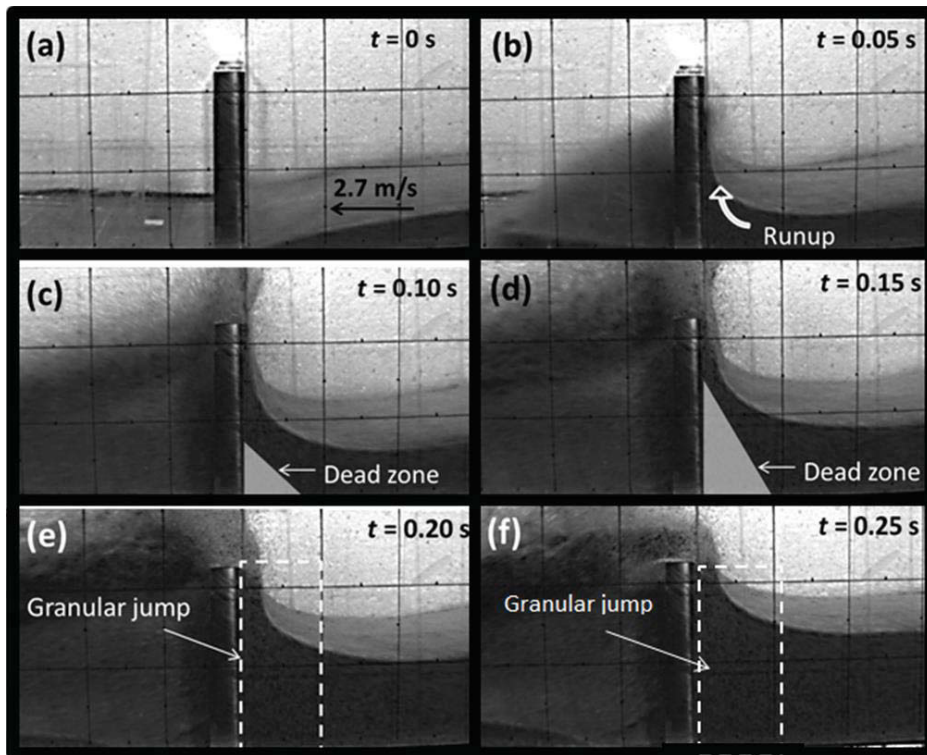 (a)
t = 0 s
2.7 m/s
(b)
t = 0.05 s
Runup
(c)
t = 0.10 s
Dead zone
(d)
t = 0.15 s
Dead zone
(e)
t = 0.20 s
Granular jump
(f)
t = 0.25 s
Granular jump